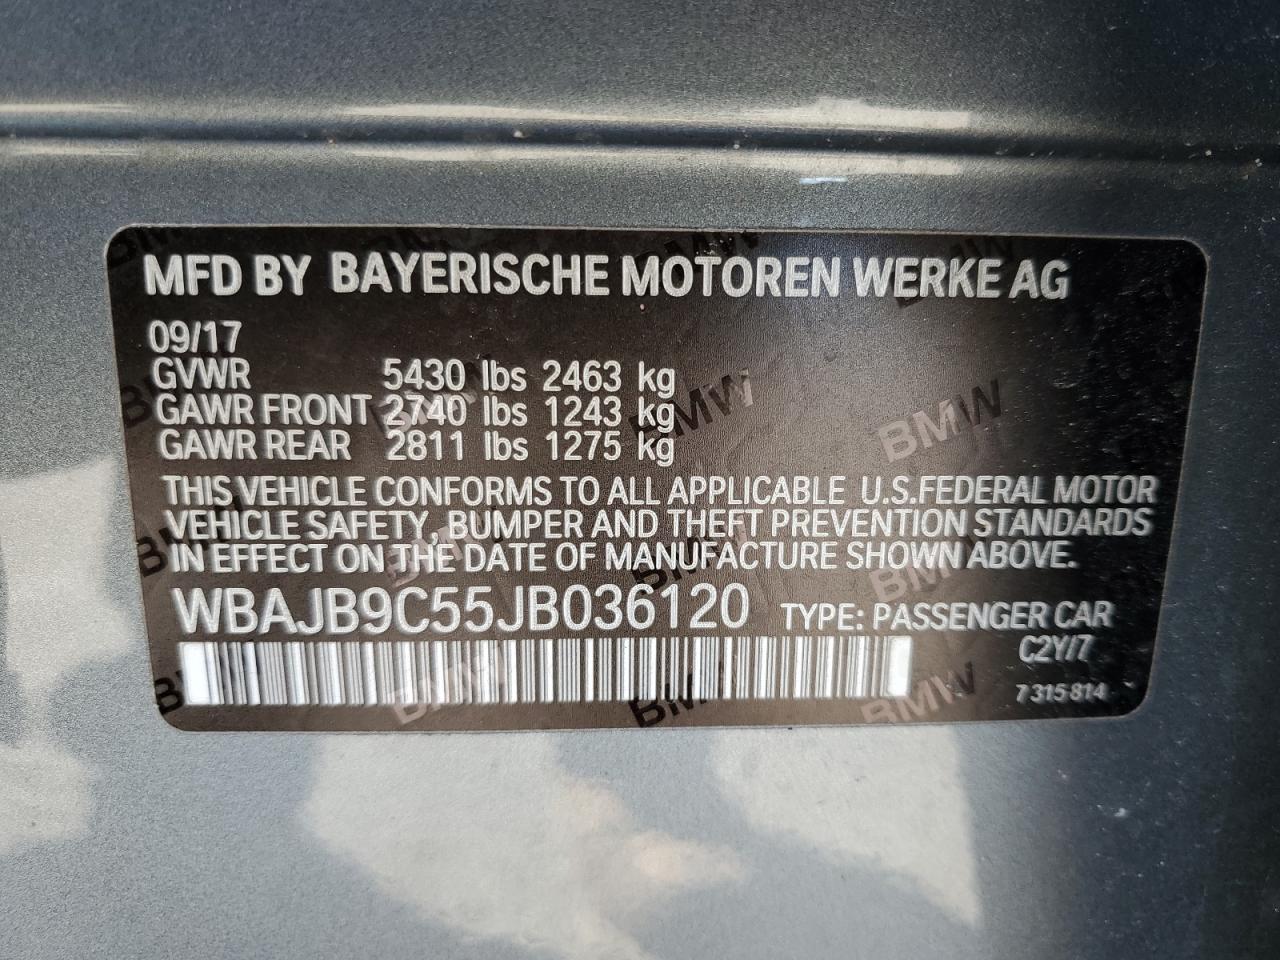 MFD BY BAYERISCHE MOTOREN WERKE AG
09/17
GVWR 5430 lbs 2463 kg
GAWR FRONT 2740 lbs 1243 kg
GAWR REAR 2811 lbs 1275 kg
THIS VEHICLE CONFORMS TO ALL APPLICABLE U.S.FEDERAL MOTOR
VEHICLE SAFETY, BUMPER AND THEFT PREVENTION STANDARDS
IN EFFECT ON THE DATE OF MANUFACTURE SHOWN ABOVE.
WBAJB9C55JB036120 TYPE: PASSENGER CAR
C2Y/7
7 315 814